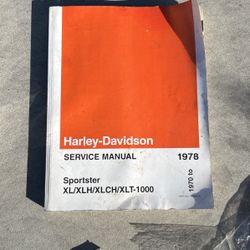 Harley-Davidson
SERVICE MANUAL 1978
1970 to
Sportster
XL/XLH/XLCH/XLT-1000